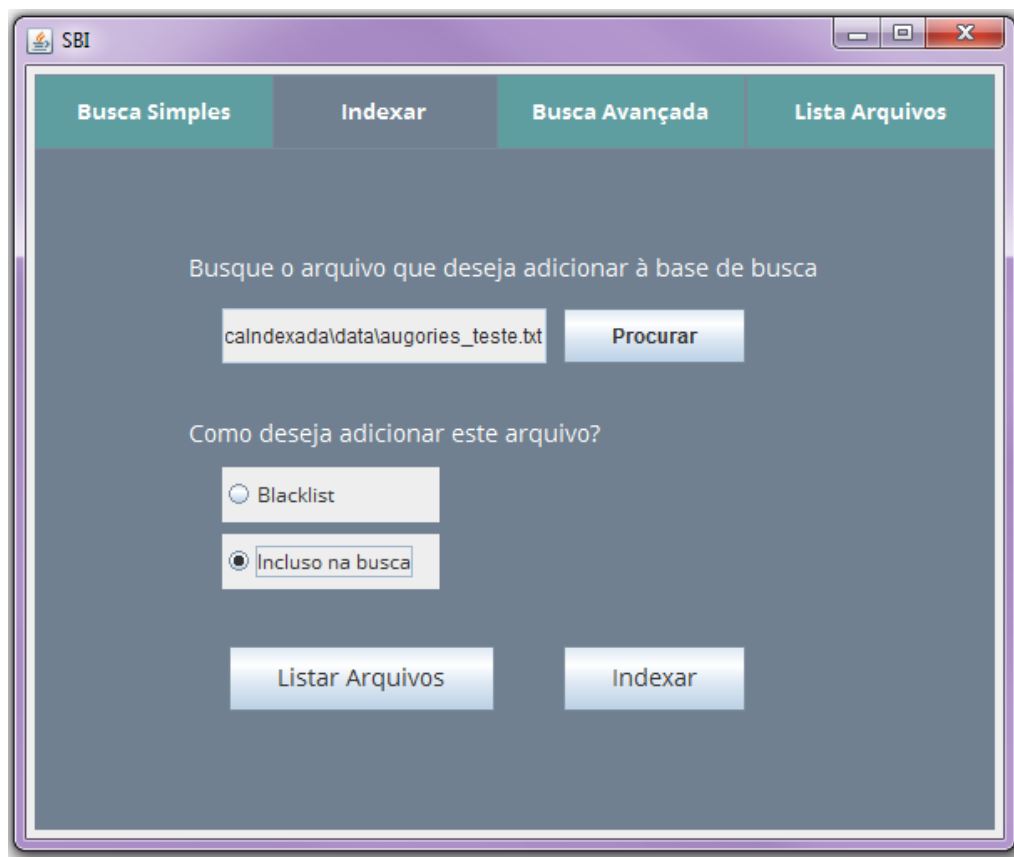 SBI
Busca Simples Indexar Busca Avançada Lista Arquivos
Busque o arquivo que deseja adicionar à base de busca
caIndexada\data\augories_teste.txt Procurar
Como deseja adicionar este arquivo?
Blacklist
Incluso na busca
Listar Arquivos Indexar